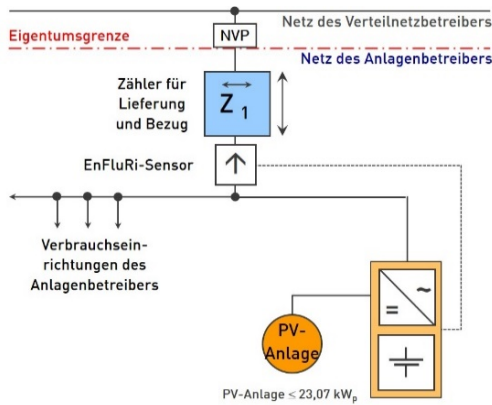 Netz des Verteilnetzbetreibers
Eigentumsgrenze
NVP
Netz des Anlagenbetreibers
Zähler für
Lieferung
und Bezug
Z 1
EnFluRi-Sensor
Verbrauchsein-
richtungen des
Anlagenbetreibers
~
=
PV-
Anlage
PV-Anlage ≤ 23,07 kWp